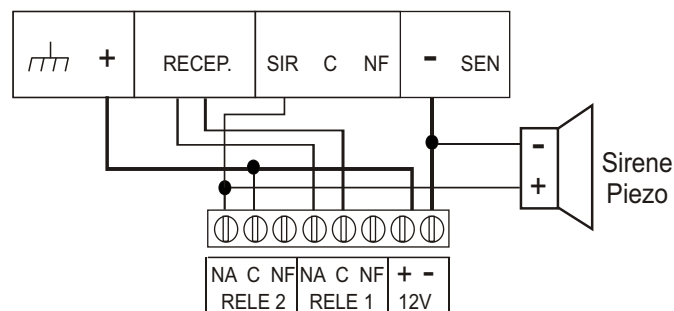 + RECEP. SIR C NF - SEN
-
+
Sirene
Piezo
NA C NF NA C NF + -
RELE 2 RELE 1 12V